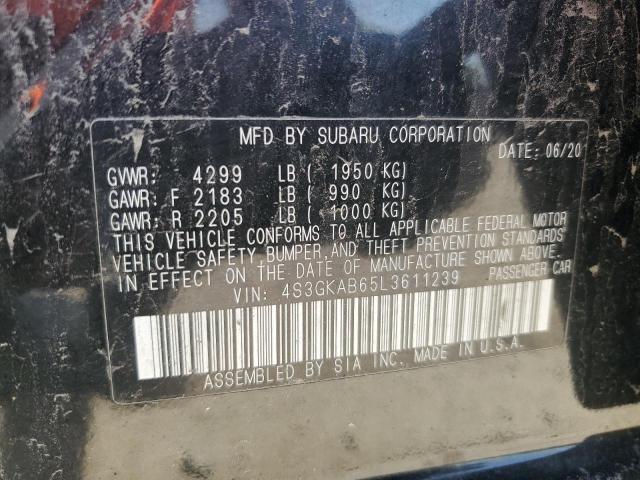 MFD BY SUBARU CORPORATION
DATE: 06/20
GVWR: 4299 LB ( 1950 KG)
GAWR: F 2183 LB ( 990 KG)
GAWR: R 2205 LB ( 1000 KG)
THIS VEHICLE CONFORMS TO ALL APPLICABLE FEDERAL MOTOR
VEHICLE SAFETY, BUMPER, AND THEFT PREVENTION STANDARDS
IN EFFECT ON THE DATE OF MANUFACTURE SHOWN ABOVE.
VIN: 4S3GKAB65L3611239 PASSENGER CAR
ASSEMBLED BY SIA INC. MADE IN U.S.A.